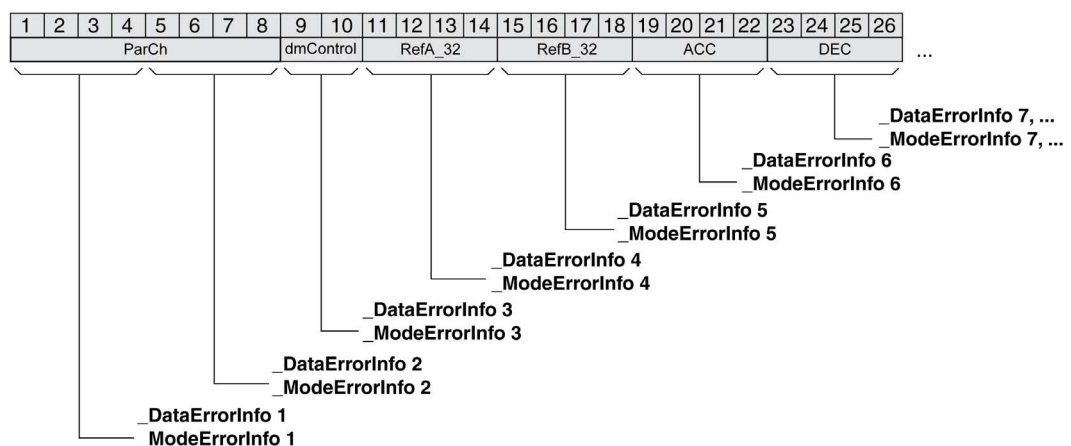 1 2 3 4 5 6 7 8 9 10 11 12 13 14 15 16 17 18 19 20 21 22 23 24 25 26
ParCh dmControl RefA_32 RefB_32 ACC DEC ...
_DataErrorInfo 7, ...
_ModeErrorInfo 7, ...
_DataErrorInfo 6
_ModeErrorInfo 6
_DataErrorInfo 5
_ModeErrorInfo 5
_DataErrorInfo 4
_ModeErrorInfo 4
_DataErrorInfo 3
_ModeErrorInfo 3
_DataErrorInfo 2
_ModeErrorInfo 2
_DataErrorInfo 1
_ModeErrorInfo 1